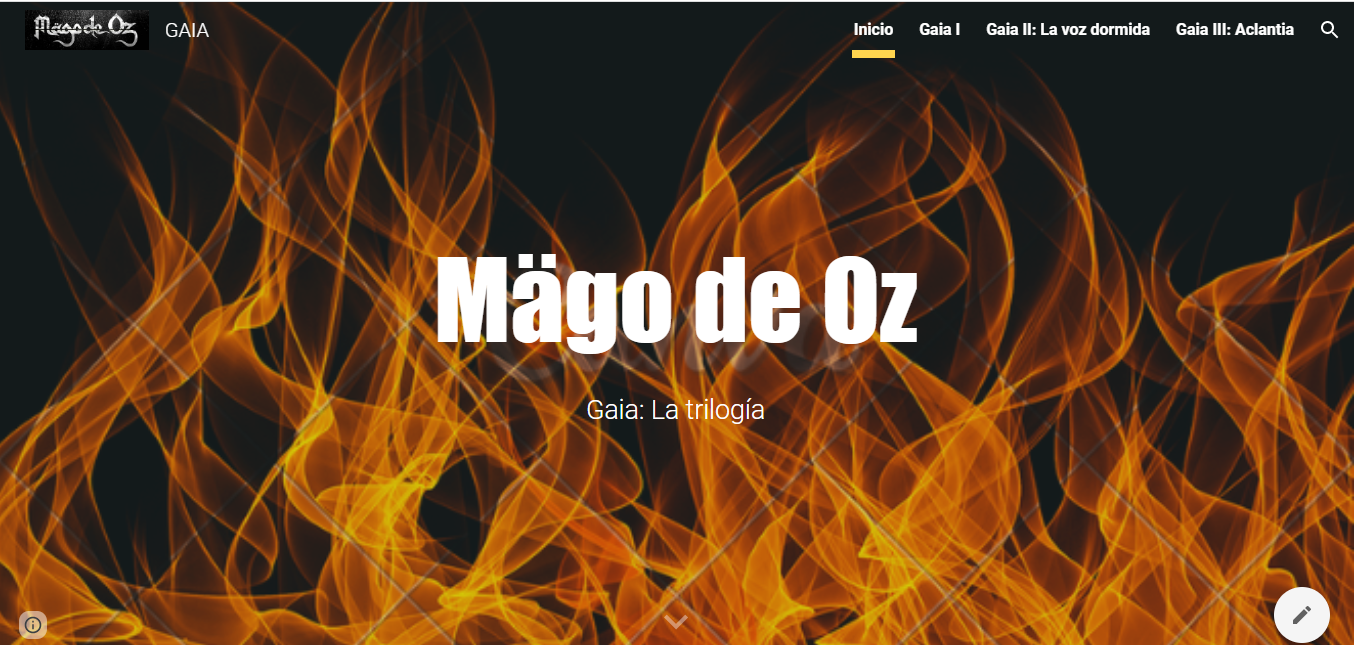 Mägo de Oz
GAIA
Inicio
Gaia I
Gaia II: La voz dormida
Gaia III: Aclantia
Mägo de Oz
Gaia: La trilogía